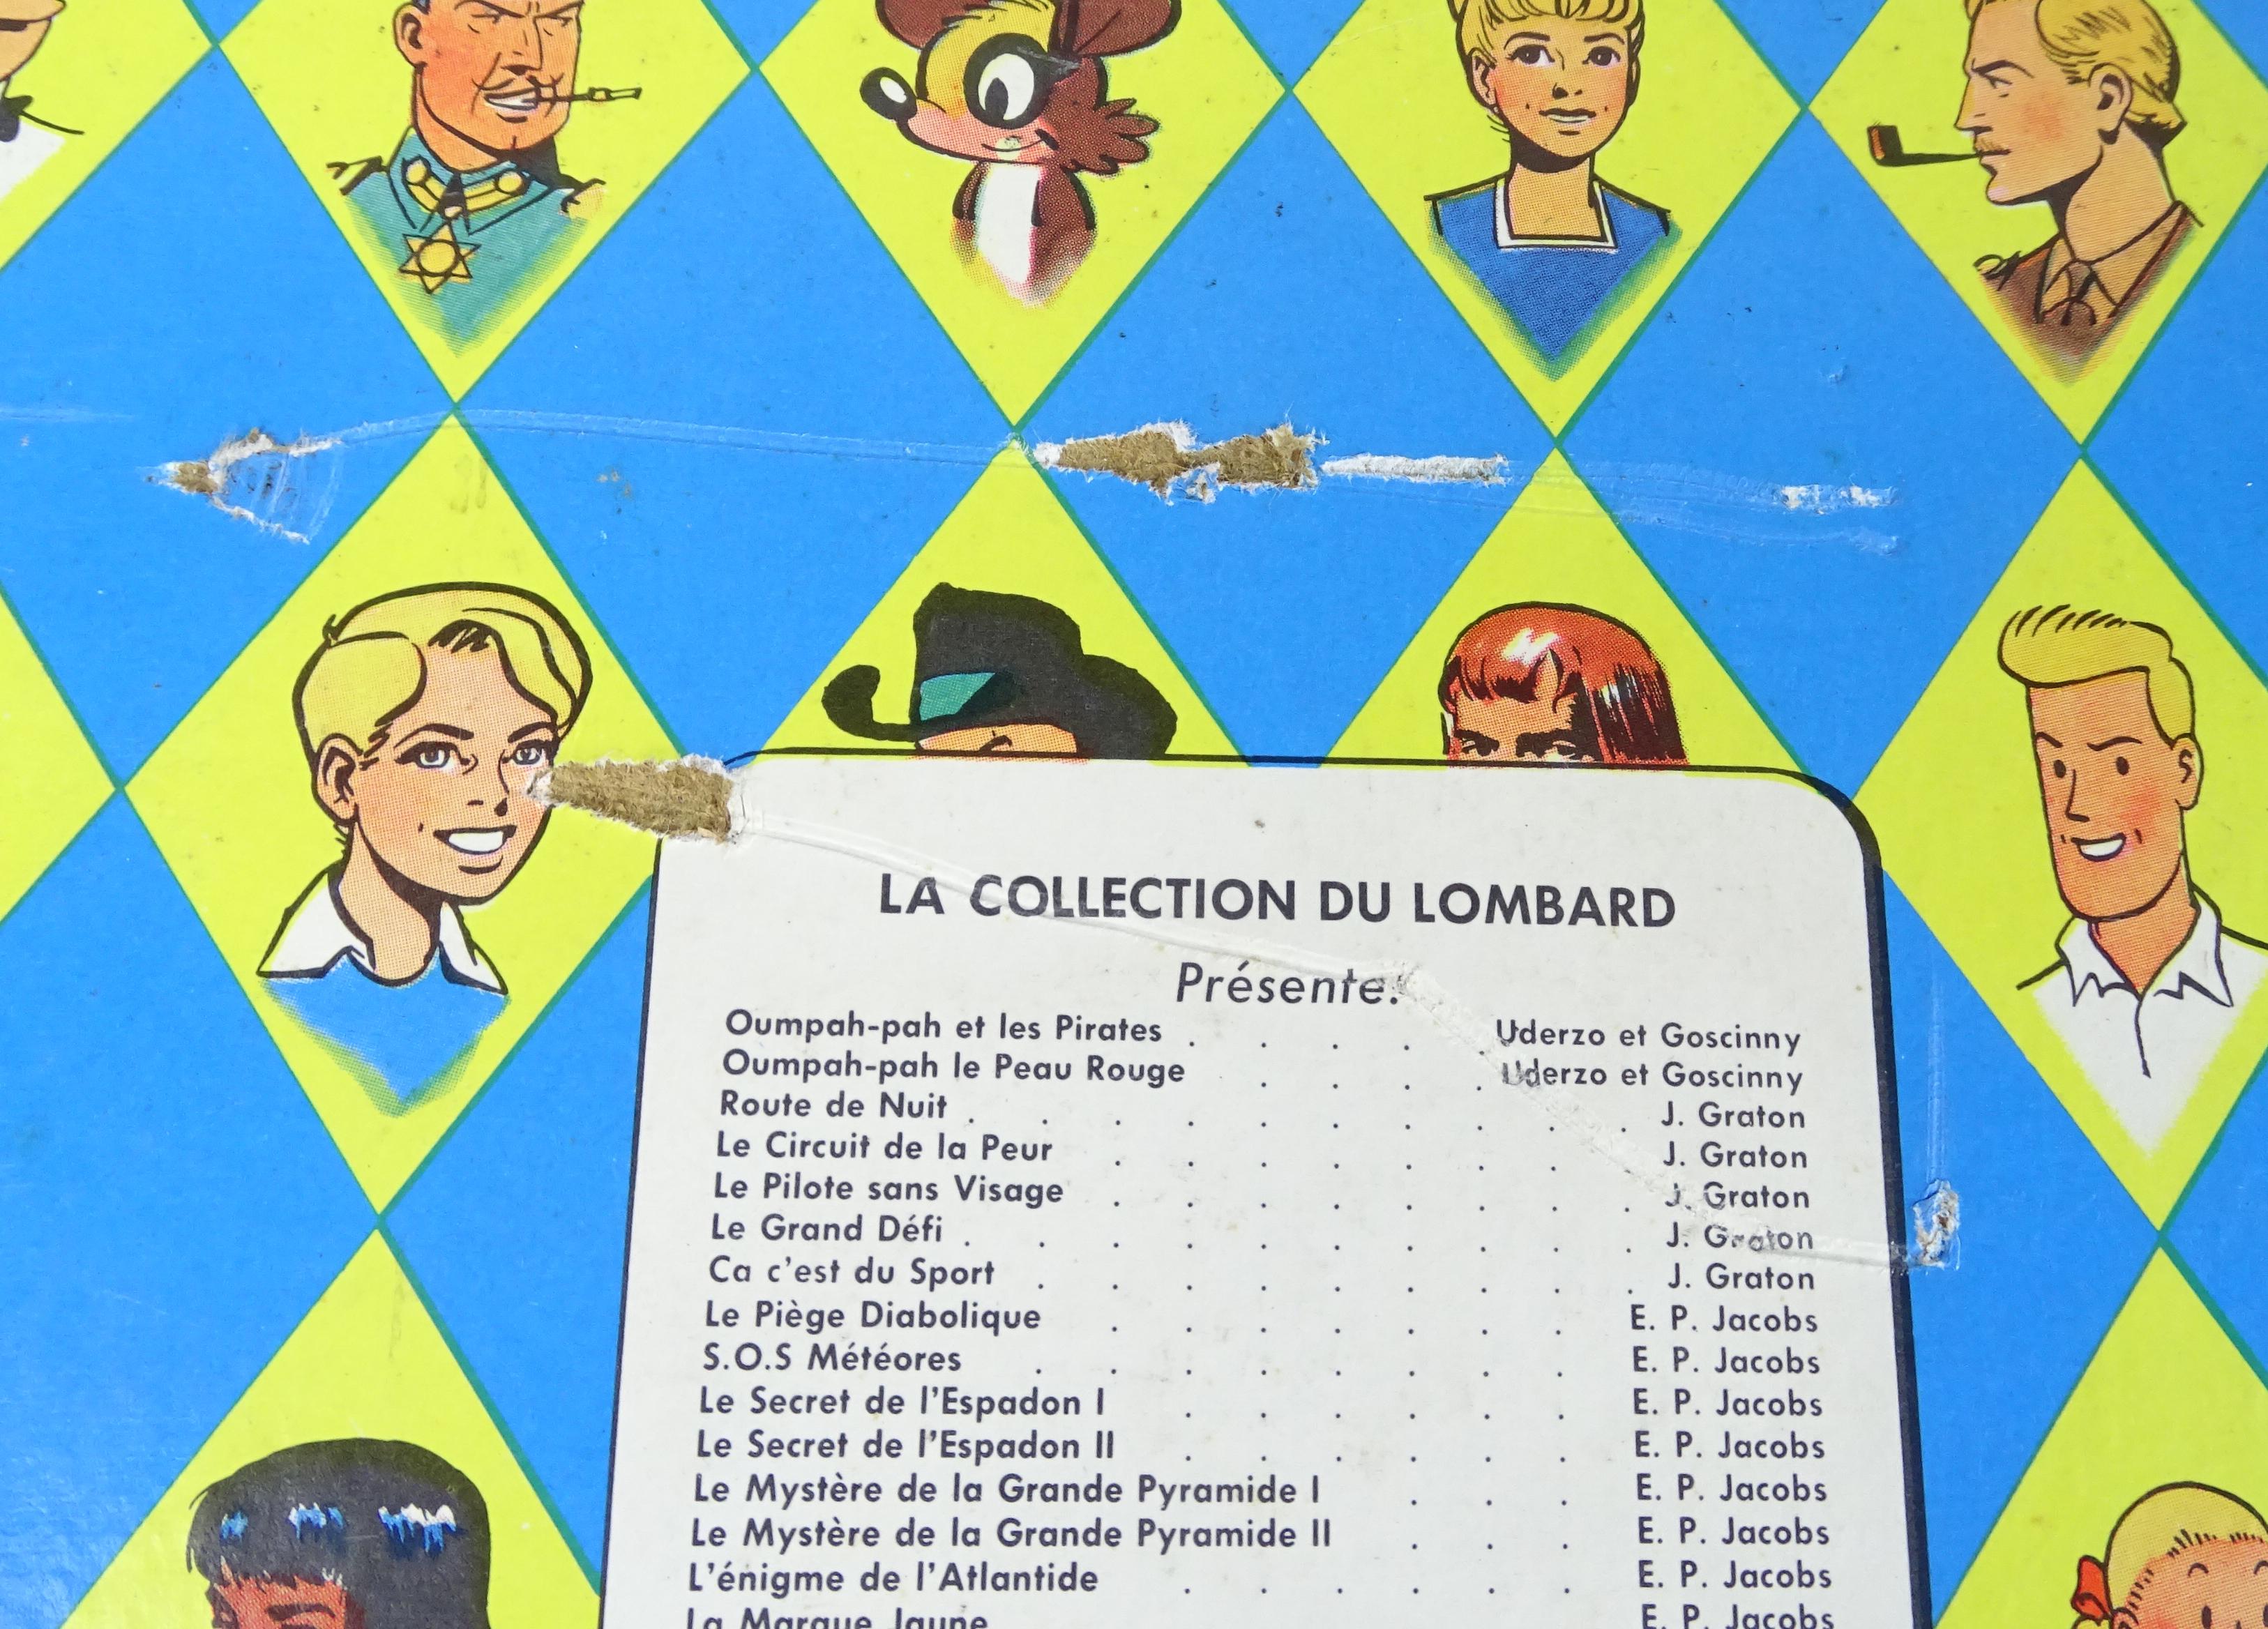 LA COLLECTION DU LOMBARD
Présente:
Oumpah-pah et les Pirates . . . . . Uderzo et Goscinny
Oumpah-pah le Peau Rouge . . . . Uderzo et Goscinny
Route de Nuit . . . . . . . . . . J. Graton
Le Circuit de la Peur . . . . . . . J. Graton
Le Pilote sans Visage . . . . . . . . J. Graton
Le Grand Défi . . . . . . . . . . J. Graton
Ca c'est du Sport . . . . . . . . . J. Graton
Le Piège Diabolique . . . . . . . E. P. Jacobs
S.O.S Météores . . . . . . . . E. P. Jacobs
Le Secret de l'Espadon I . . . . . . E. P. Jacobs
Le Secret de l'Espadon II . . . . . . E. P. Jacobs
Le Mystère de la Grande Pyramide I . . . E. P. Jacobs
Le Mystère de la Grande Pyramide II . . . E. P. Jacobs
L'énigme de l'Atlantide . . . . . . E. P. Jacobs
La Marque Jaune E. P. Jacobs